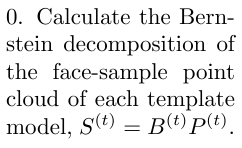 0. Calculate the Bern-
stein decomposition of
the face-sample point
cloud of each template
model, $S^{(t)} = B^{(t)} P^{(t)}$.